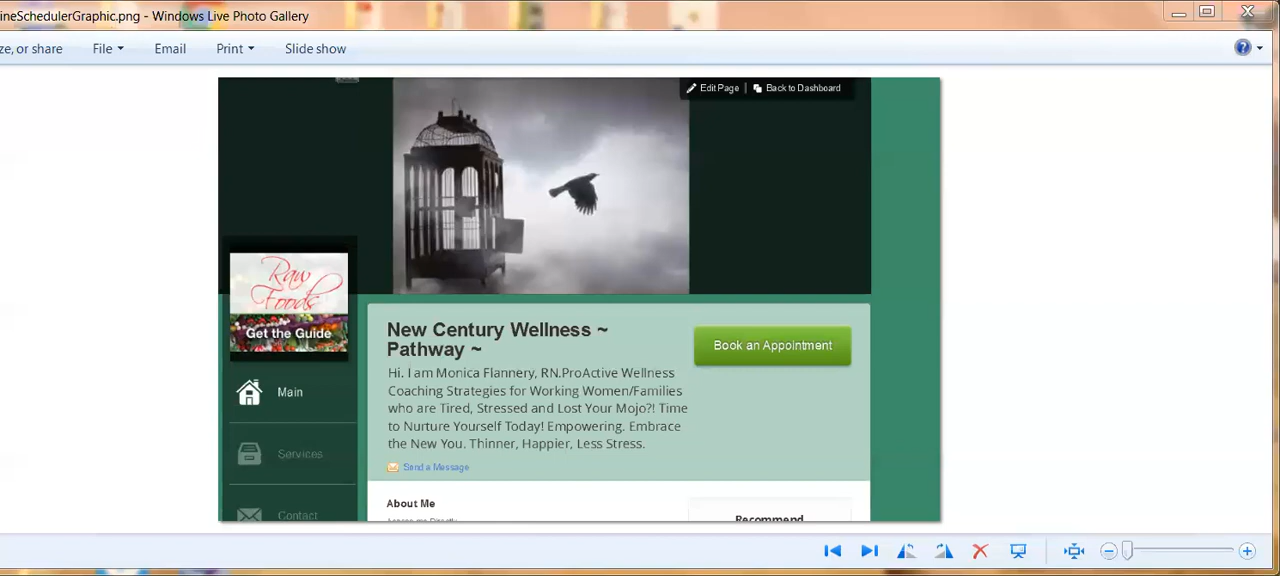 ineSchedulerGraphic.png - Windows Live Photo Gallery
ze, or share File Email Print Slide show
Edit Page | Back to Dashboard
Raw
Foods
Get the Guide
New Century Wellness ~
Pathway ~
Book an Appointment
Hi. I am Monica Flannery, RN.ProActive Wellness
Coaching Strategies for Working Women/Families
who are Tired, Stressed and Lost Your Mojo?! Time
to Nurture Yourself Today! Empowering. Embrace
the New You. Thinner, Happier, Less Stress.
Send a Message
Main
Services
Contact
About Me
Recommend